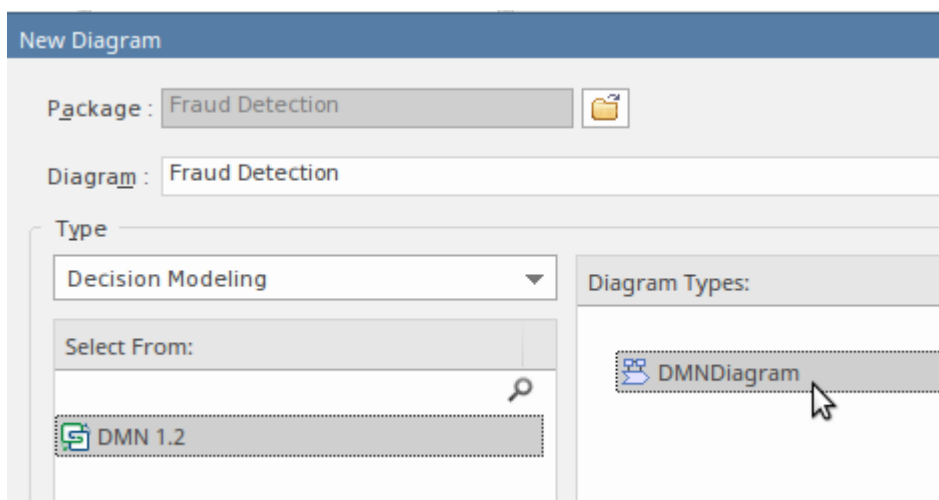 New Diagram
Package : Fraud Detection
Diagram : Fraud Detection
Type
Decision Modeling
Diagram Types:
Select From:
DMNDiagram
DMN 1.2